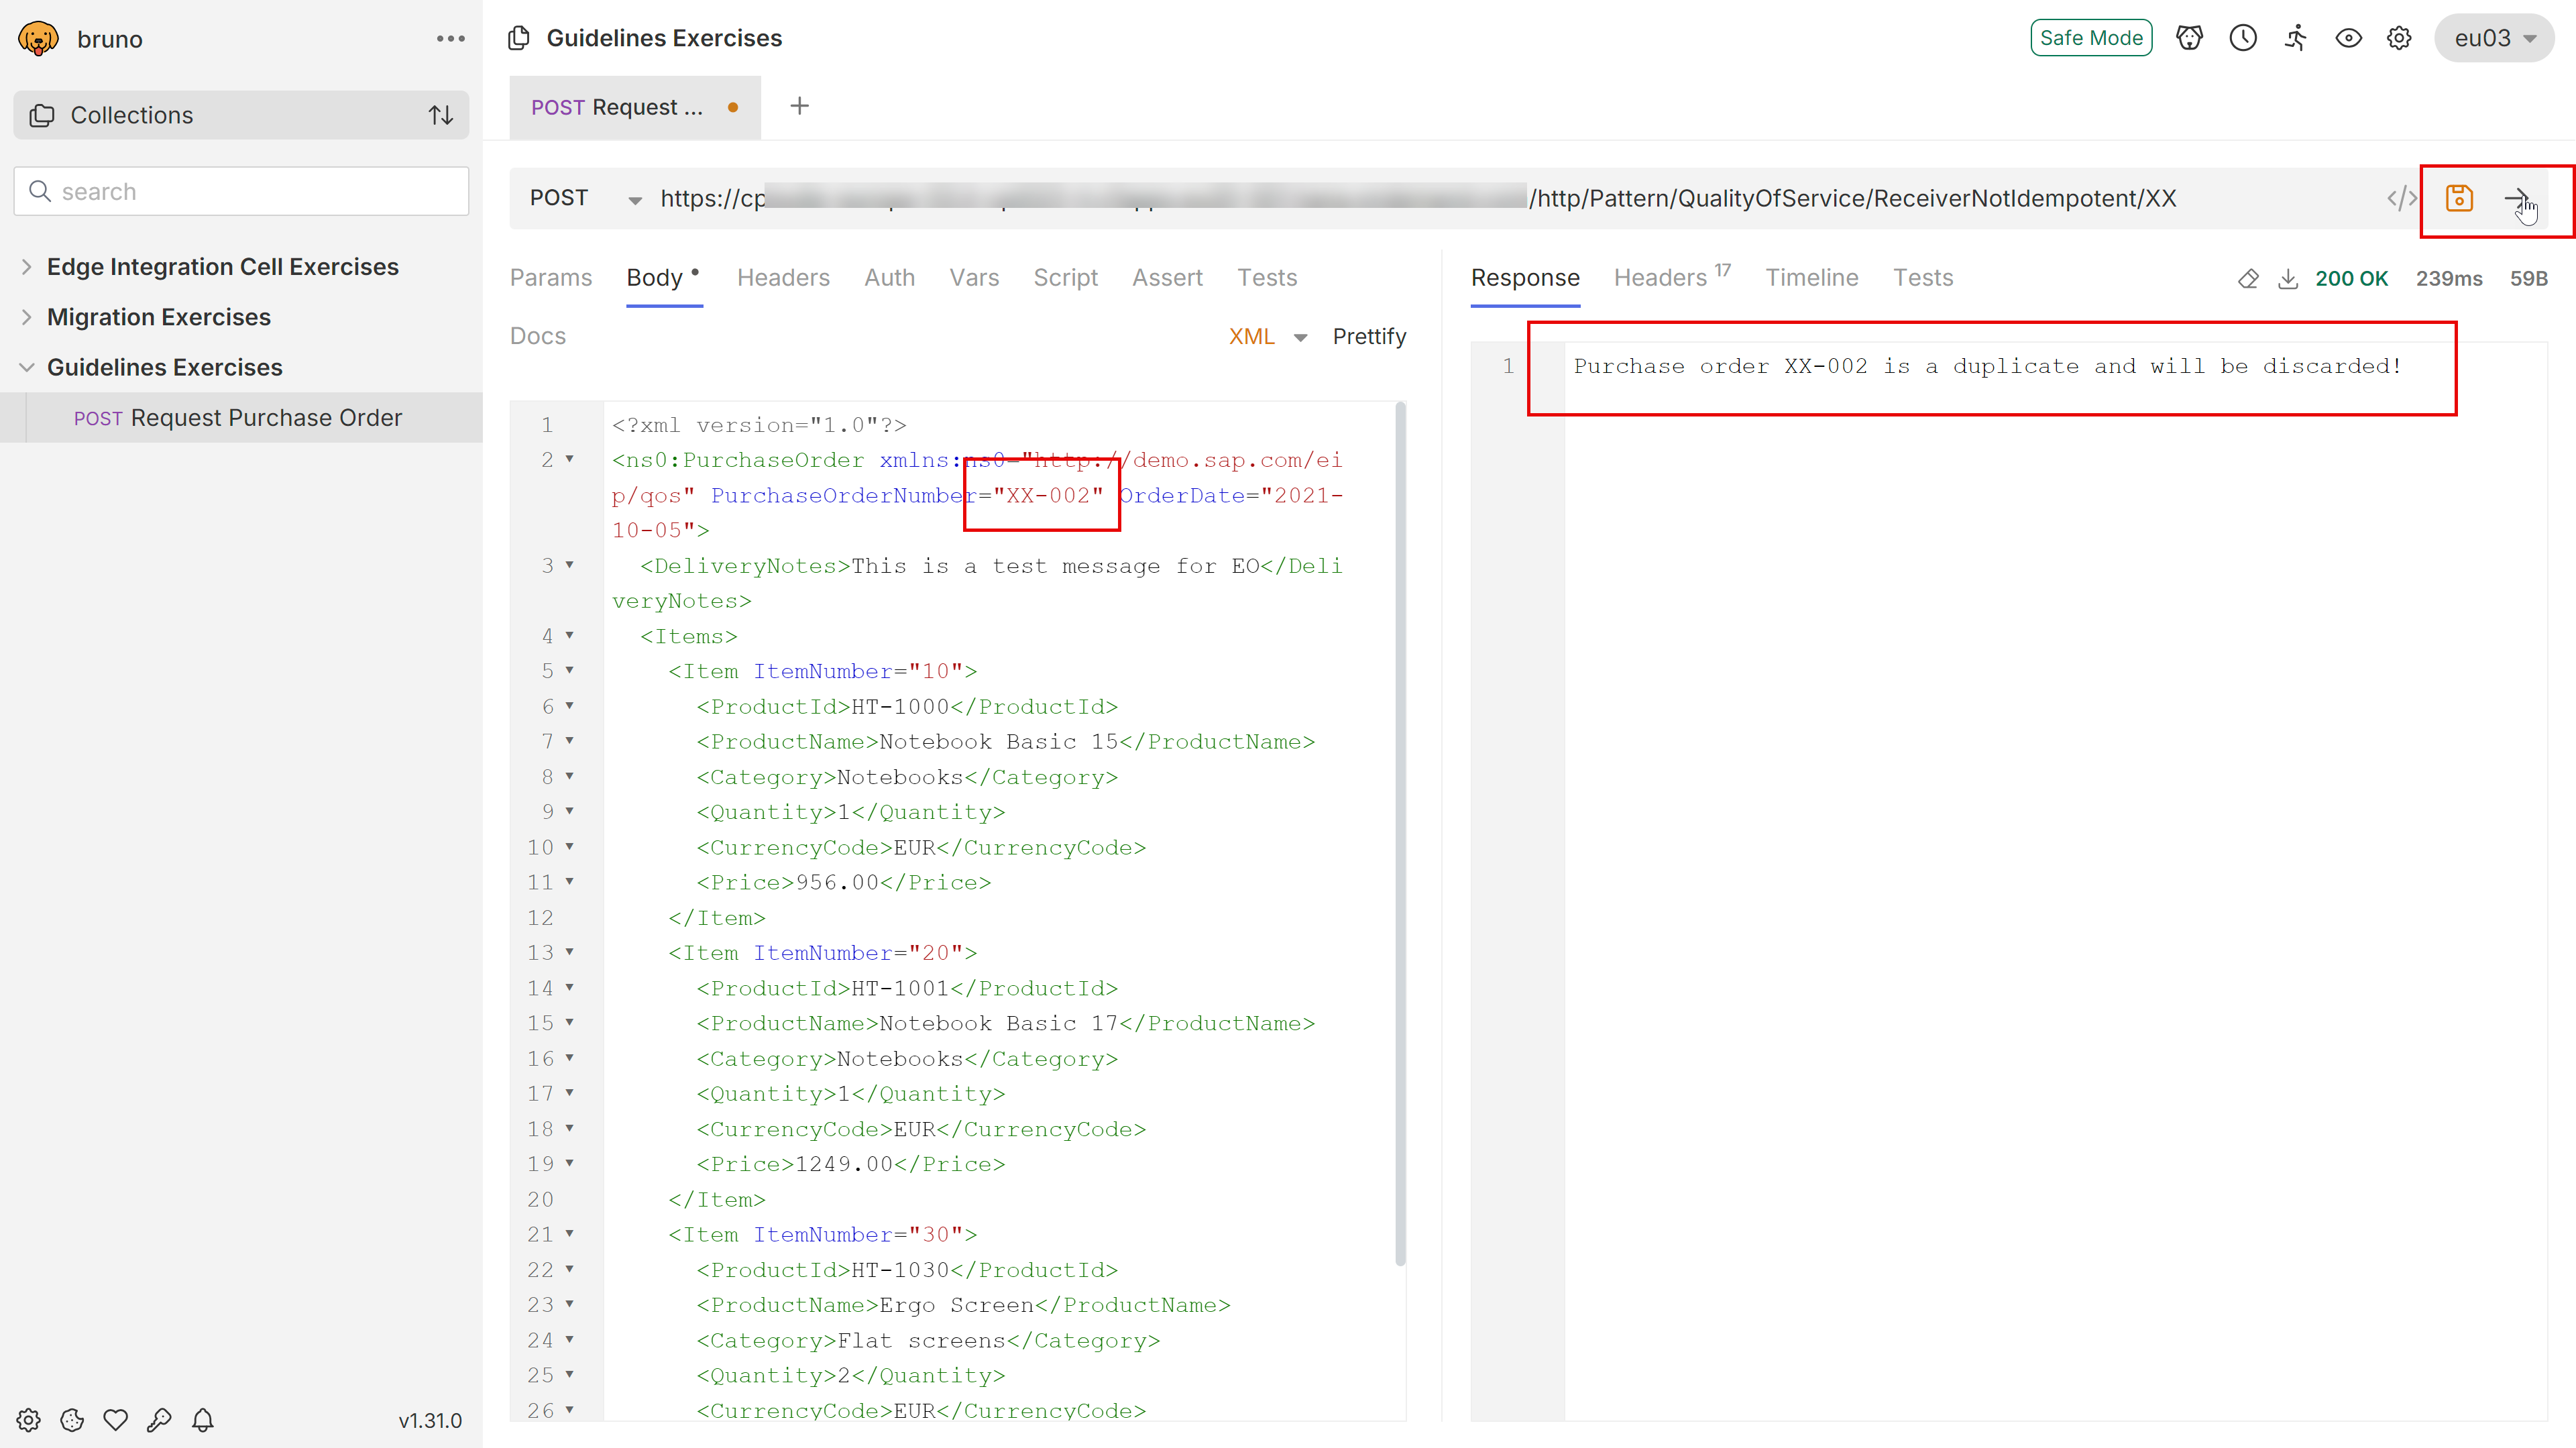 bruno
Collections
search
Edge Integration Cell Exercises
Migration Exercises
Guidelines Exercises
POST Request Purchase Order
v1.31.0
Guidelines Exercises
Safe Mode
eu03
POST Request ...
POST
https://cp
/http/Pattern/QualityOfService/ReceiverNotIdempotent/XX
Params
Body
Headers
Auth
Vars
Script
Assert
Tests
Docs
XML
Prettify
1 <?xml version="1.0"?>
2 <ns0:PurchaseOrder xmlns:ns0="http://demo.sap.com/ei
p/qos" PurchaseOrderNumber="XX-002" OrderDate="2021-
10-05">
3 <DeliveryNotes>This is a test message for EO</Deli
veryNotes>
4 <Items>
5 <Item ItemNumber="10">
6 <ProductId>HT-1000</ProductId>
7 <ProductName>Notebook Basic 15</ProductName>
8 <Category>Notebooks</Category>
9 <Quantity>1</Quantity>
10 <CurrencyCode>EUR</CurrencyCode>
11 <Price>956.00</Price>
12 </Item>
13 <Item ItemNumber="20">
14 <ProductId>HT-1001</ProductId>
15 <ProductName>Notebook Basic 17</ProductName>
16 <Category>Notebooks</Category>
17 <Quantity>1</Quantity>
18 <CurrencyCode>EUR</CurrencyCode>
19 <Price>1249.00</Price>
20 </Item>
21 <Item ItemNumber="30">
22 <ProductId>HT-1030</ProductId>
23 <ProductName>Ergo Screen</ProductName>
24 <Category>Flat screens</Category>
25 <Quantity>2</Quantity>
26 <CurrencyCode>EUR</CurrencyCode>
Response
Headers 17
Timeline
Tests
200 OK
239ms
59B
1 Purchase order XX-002 is a duplicate and will be discarded!